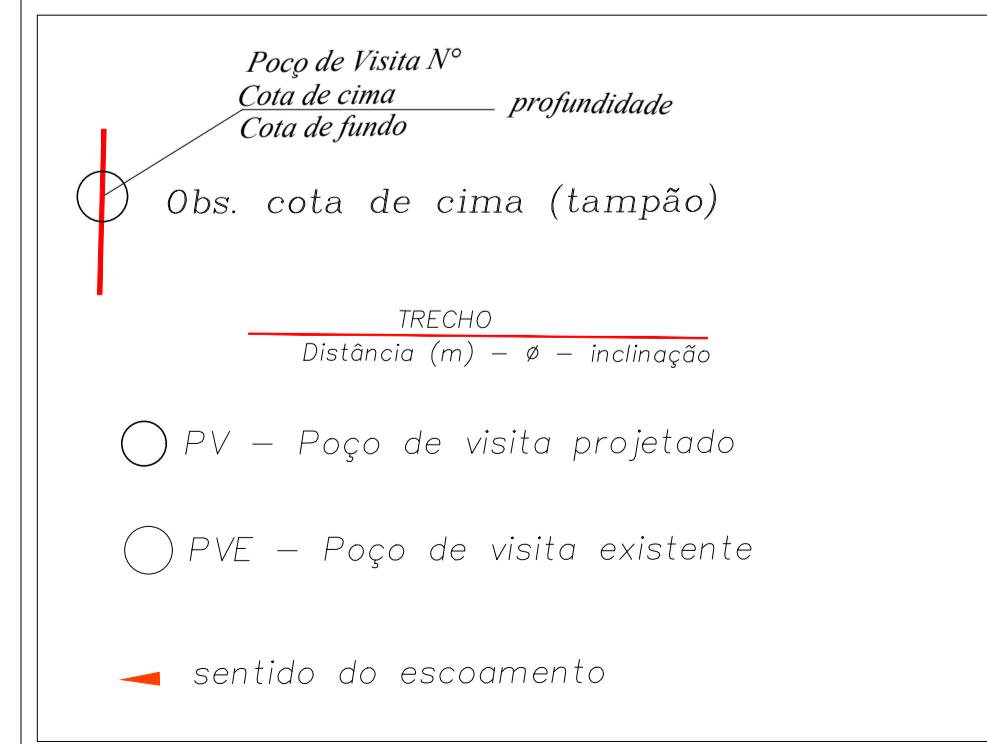 Poço de Visita N°
Cota de cima
profundidade
Cota de fundo
Obs. cota de cima (tampão)
TRECHO
Distância (m) – ø – inclinação
PV – Poço de visita projetado
PVE – Poço de visita existente
sentido do escoamento